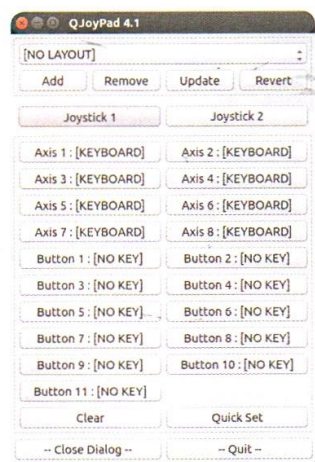 QJoyPad 4.1
[NO LAYOUT]
Add Remove Update Revert
Joystick 1 Joystick 2
Axis 1 : [KEYBOARD] Axis 2 : [KEYBOARD]
Axis 3 : [KEYBOARD] Axis 4 : [KEYBOARD]
Axis 5 : [KEYBOARD] Axis 6 : [KEYBOARD]
Axis 7 : [KEYBOARD] Axis 8 : [KEYBOARD]
Button 1 : [NO KEY] Button 2 : [NO KEY]
Button 3 : [NO KEY] Button 4 : [NO KEY]
Button 5 : [NO KEY] Button 6 : [NO KEY]
Button 7 : [NO KEY] Button 8 : [NO KEY]
Button 9 : [NO KEY] Button 10 : [NO KEY]
Button 11 : [NO KEY]
Clear Quick Set
-- Close Dialog -- -- Quit --